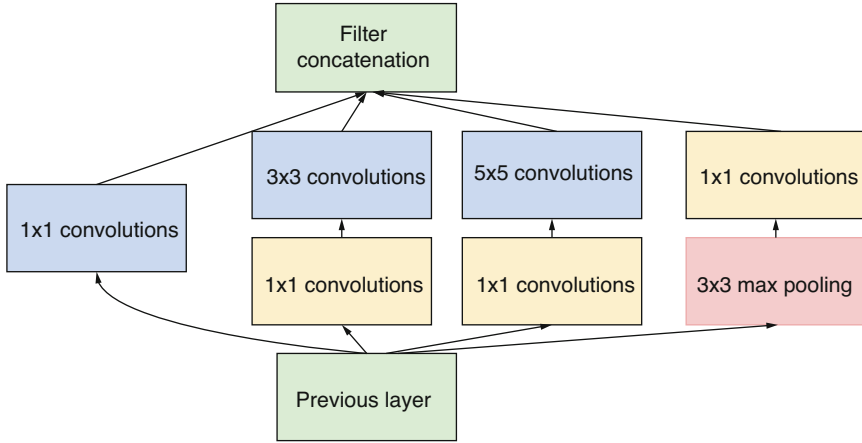 Filter
concatenation
3x3 convolutions
5x5 convolutions
1x1 convolutions
1x1 convolutions
1x1 convolutions
1x1 convolutions
3x3 max pooling
Previous layer